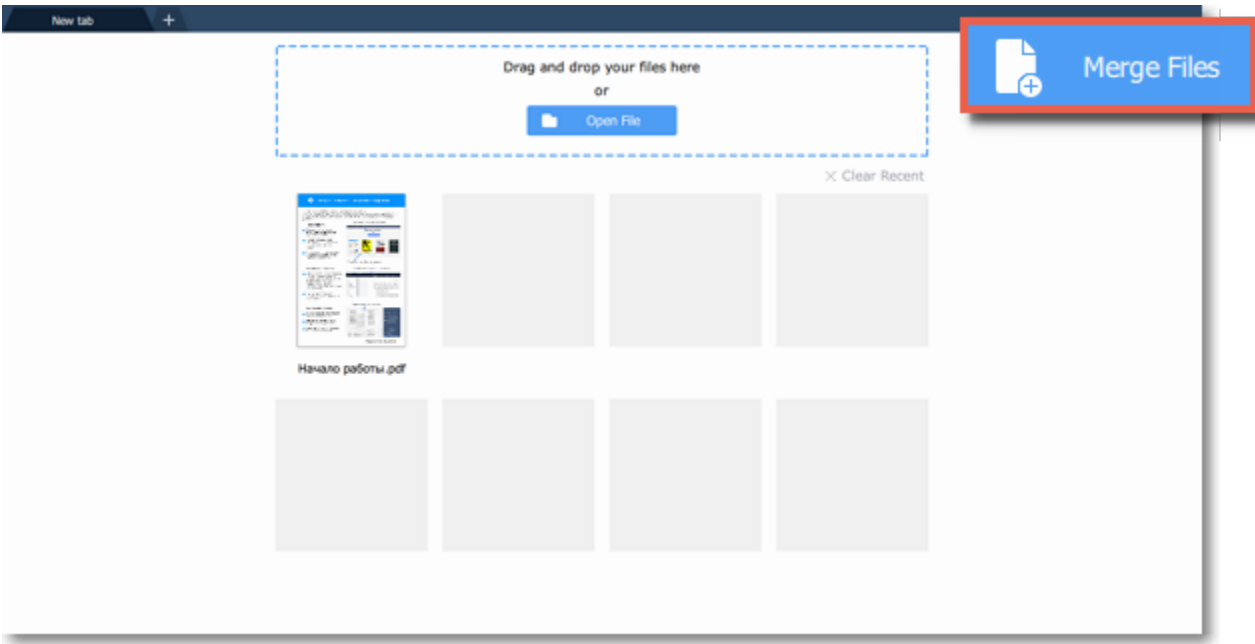 New tab
+
Merge Files
Drag and drop your files here
or
Open File
× Clear Recent
Начало работы.pdf